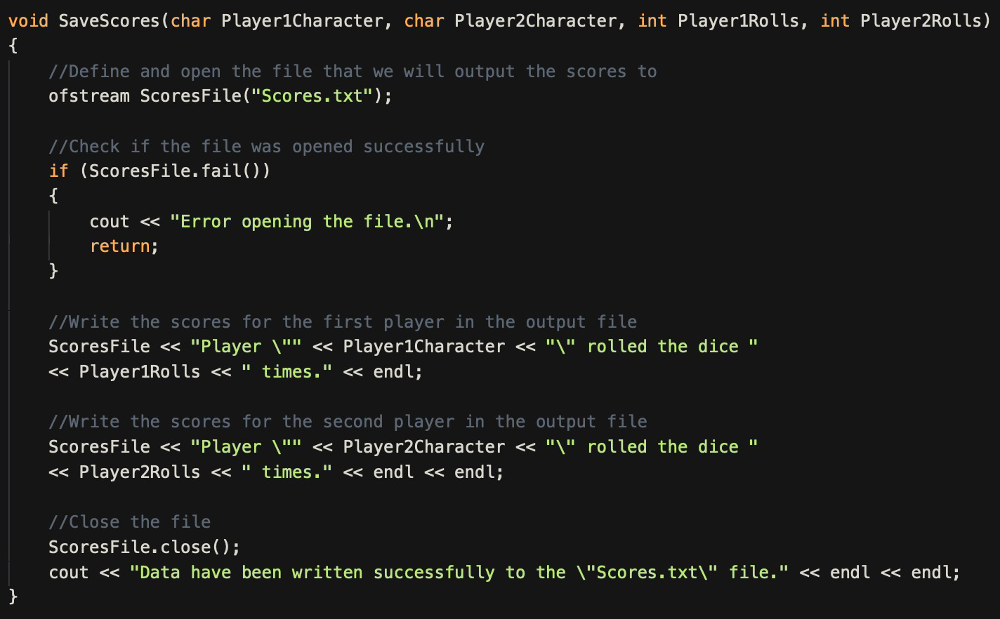 void SaveScores(char Player1Character, char Player2Character, int Player1Rolls, int Player2Rolls)
{
    //Define and open the file that we will output the scores to
    ofstream ScoresFile("Scores.txt");

    //Check if the file was opened successfully
    if (ScoresFile.fail())
    {
        cout << "Error opening the file.\n";
        return;
    }

    //Write the scores for the first player in the output file
    ScoresFile << "Player \"" << Player1Character << "\" rolled the dice "
    << Player1Rolls << " times." << endl;

    //Write the scores for the second player in the output file
    ScoresFile << "Player \"" << Player2Character << "\" rolled the dice "
    << Player2Rolls << " times." << endl << endl;

    //Close the file
    ScoresFile.close();
    cout << "Data have been written successfully to the \"Scores.txt\" file." << endl << endl;
}